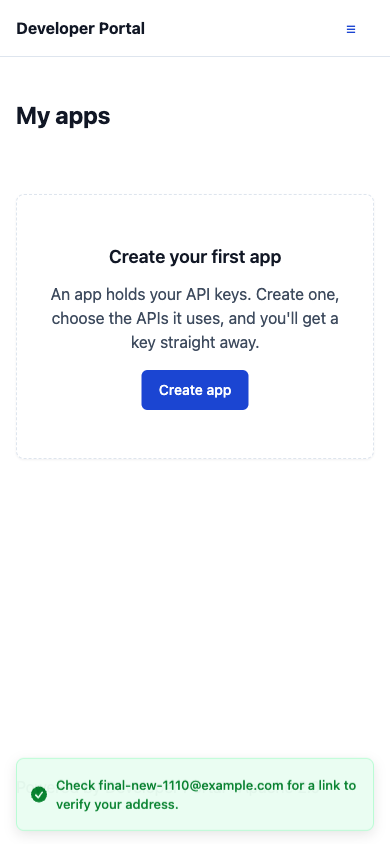 Developer Portal
My apps
Create your first app
An app holds your API keys. Create one,
choose the APIs it uses, and you'll get a
key straight away.
Create app
Check final-new-1110@example.com for a link to
verify your address.